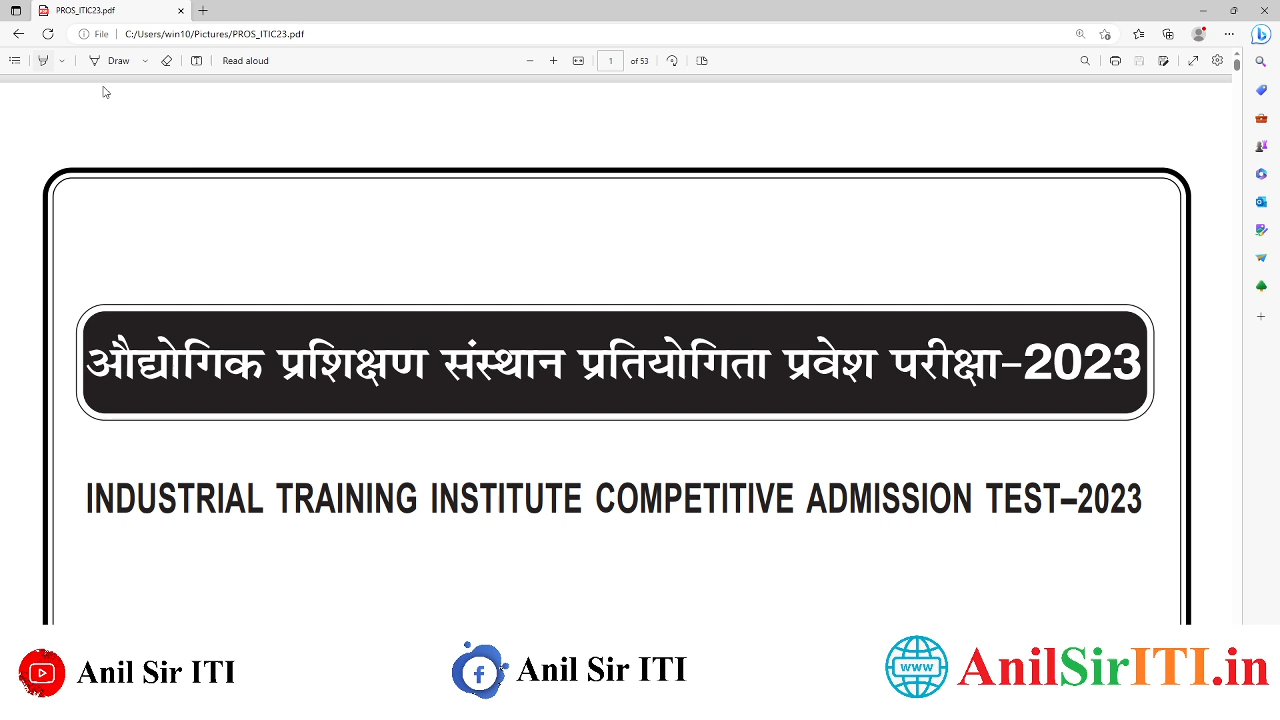 PROS_ITIC23.pdf
File C:/Users/win10/Pictures/PROS_ITIC23.pdf
Draw Read aloud 1 of 53
औद्योगिक प्रशिक्षण संस्थान प्रतियोगिता प्रवेश परीक्षा-2023
INDUSTRIAL TRAINING INSTITUTE COMPETITIVE ADMISSION TEST–2023
Anil Sir ITI Anil Sir ITI www AnilSirITI.in